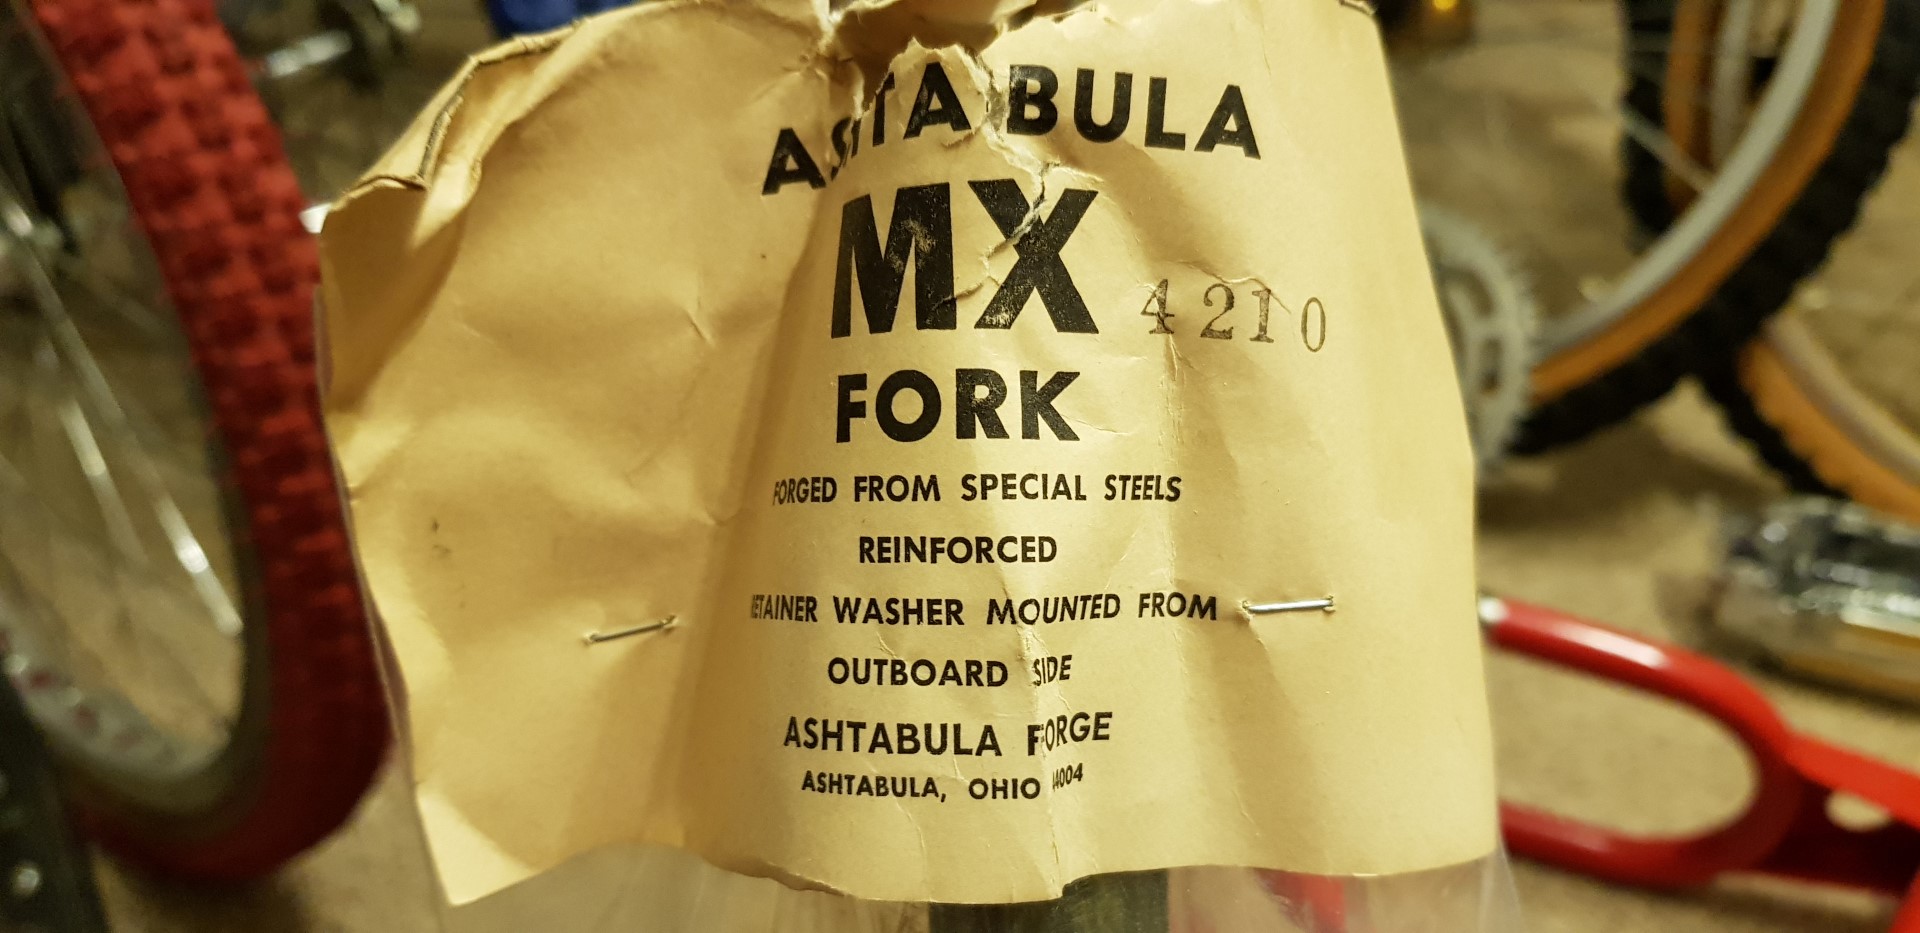 ASHTABULA
MX
4210
FORK
FORGED FROM SPECIAL STEELS
REINFORCED
RETAINER WASHER MOUNTED FROM
OUTBOARD SIDE
ASHTABULA FORGE
ASHTABULA, OHIO 44004